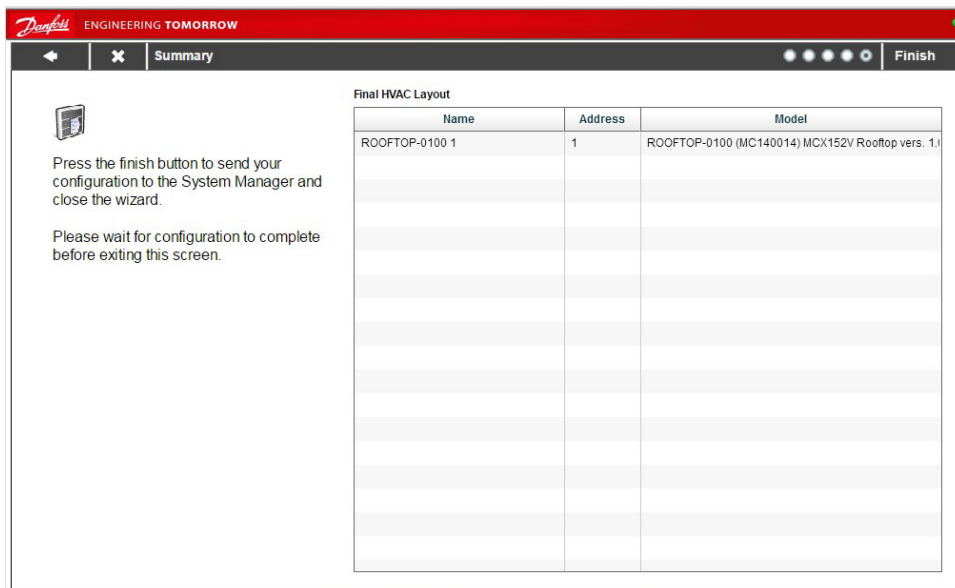 Danfoss ENGINEERING TOMORROW
Summary
Finish
Press the finish button to send your
configuration to the System Manager and
close the wizard.
Please wait for configuration to complete
before exiting this screen.
Final HVAC Layout
Name Address Model
ROOFTOP-0100 1 1 ROOFTOP-0100 (MC140014) MCX152V Rooftop vers. 1.